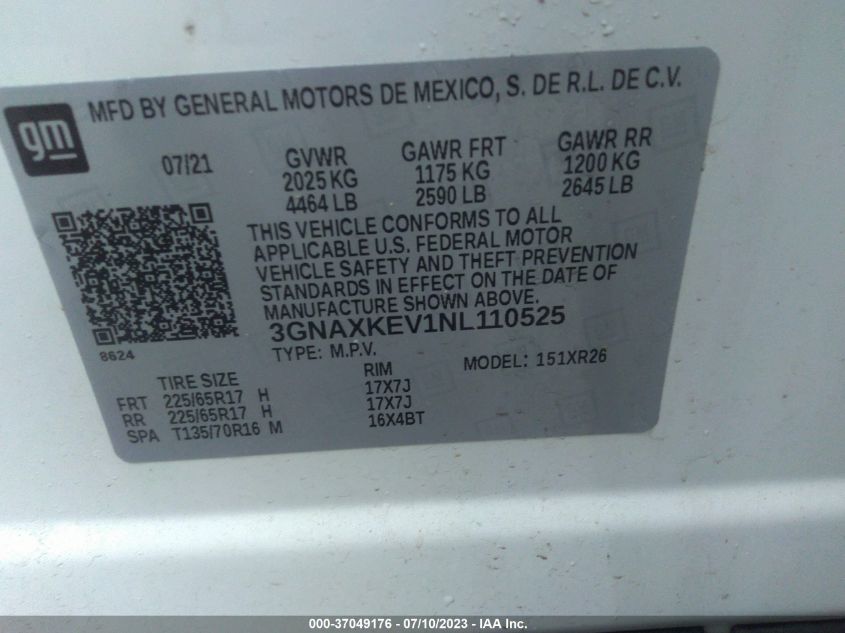 gm
MFD BY GENERAL MOTORS DE MEXICO, S. DE R.L. DE C.V.
07/21 GVWR GAWR FRT GAWR RR
2025 KG 1175 KG 1200 KG
4464 LB 2590 LB 2645 LB
THIS VEHICLE CONFORMS TO ALL
APPLICABLE U.S. FEDERAL MOTOR
VEHICLE SAFETY AND THEFT PREVENTION
STANDARDS IN EFFECT ON THE DATE OF
MANUFACTURE SHOWN ABOVE.
3GNAXKEV1NL110525
8624
TYPE: M.P.V. MODEL: 151XR26
TIRE SIZE RIM
FRT 225/65R17 H 17X7J
RR 225/65R17 H 17X7J
SPA T135/70R16 M 16X4BT
000-37049176 - 07/10/2023 - IAA Inc.